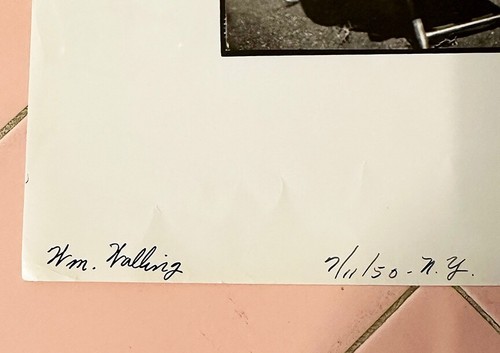 Wm. Walling 7/11/50 - N.Y.